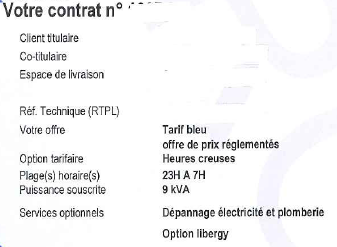 Votre contrat n°
Client titulaire
Co-titulaire
Espace de livraison
Réf. Technique (RTPL)
Votre offre Tarif bleu
offre de prix réglementés
Option tarifaire Heures creuses
Plage(s) horaire(s) 23H A 7H
Puissance souscrite 9 kVA
Services optionnels Dépannage électricité et plomberie
Option libergy